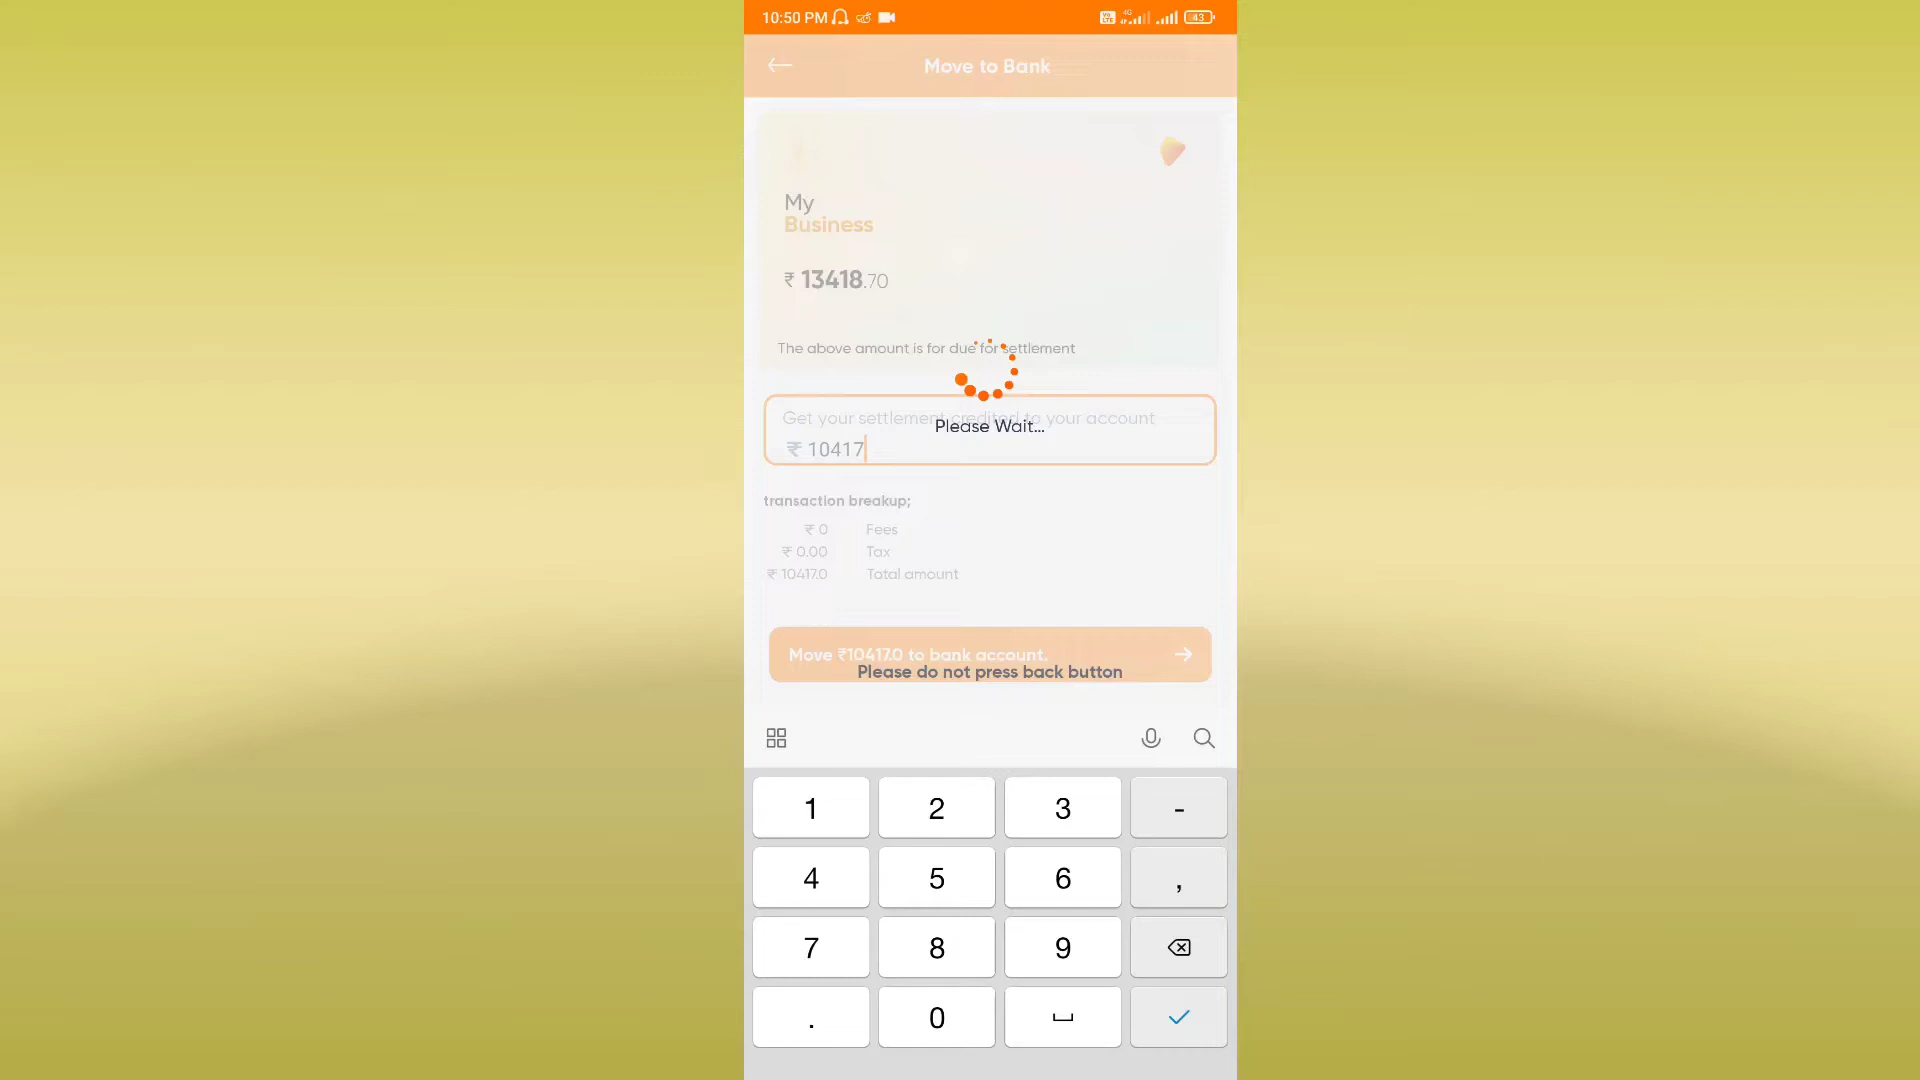 10:50 PM
4G
43
Move to Bank
My
Business
₹ 13418.70
The above amount is for due for settlement
Get your settlement credited to your account
Please Wait...
₹ 10417
transaction breakup;
₹ 0 Fees
₹ 0.00 Tax
₹ 10417.0 Total amount
Move ₹10417.0 to bank account.
Please do not press back button
1 2 3 -
4 5 6 ,
7 8 9
. 0